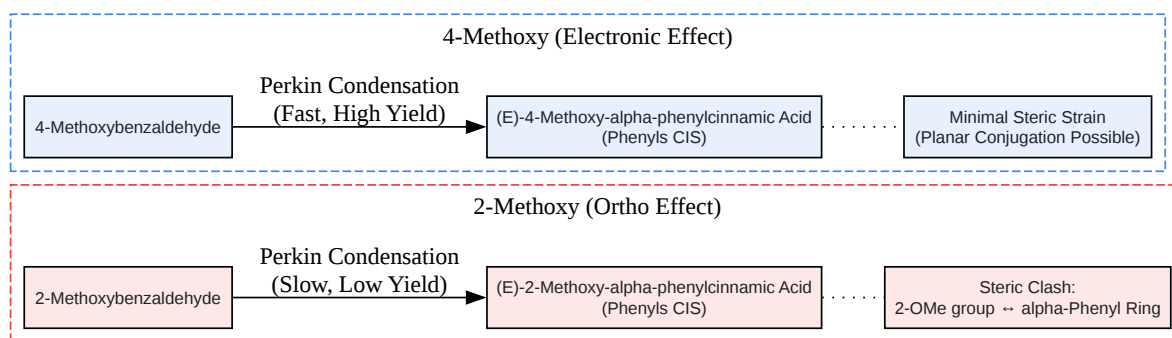 4-Methoxy (Electronic Effect)
4-Methoxybenzaldehyde
Perkin Condensation
(Fast, High Yield)
(E)-4-Methoxy-alpha-phenylcinnamic Acid
(Phenyls CIS)
Minimal Steric Strain
(Planar Conjugation Possible)
2-Methoxy (Ortho Effect)
2-Methoxybenzaldehyde
Perkin Condensation
(Slow, Low Yield)
(E)-2-Methoxy-alpha-phenylcinnamic Acid
(Phenyls CIS)
Steric Clash:
2-OMe group ↔ alpha-Phenyl Ring